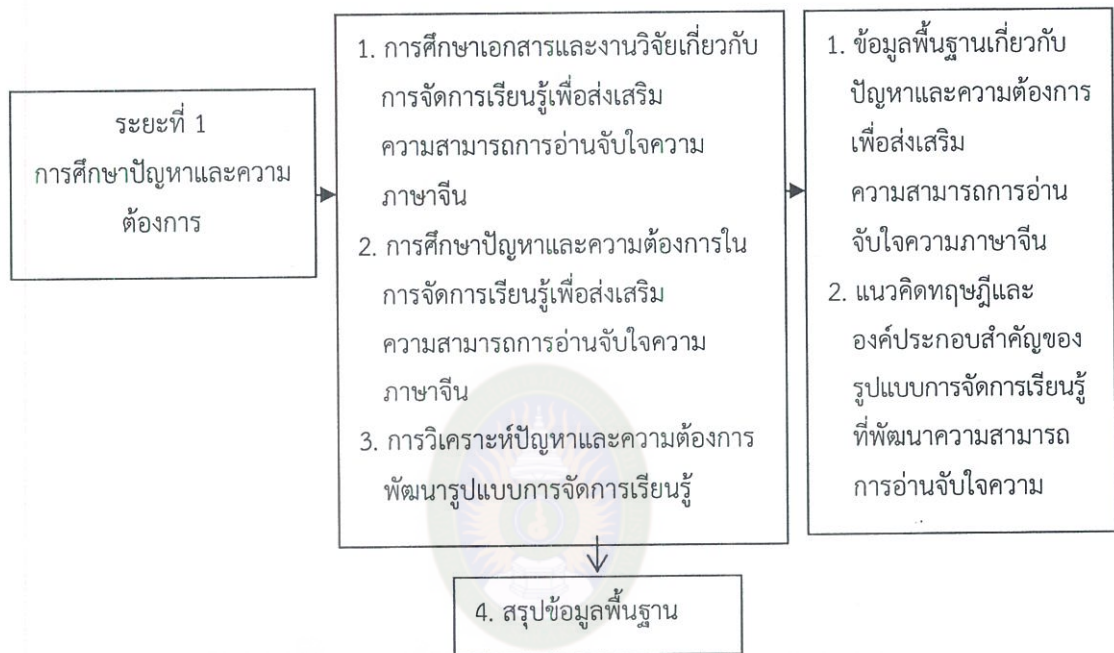 ระยะที่ 1
การศึกษาปัญหาและความ
ต้องการ
1. การศึกษาเอกสารและงานวิจัยเกี่ยวกับ
การจัดการเรียนรู้เพื่อส่งเสริม
ความสามารถการอ่านจับใจความ
ภาษาจีน
2. การศึกษาปัญหาและความต้องการใน
การจัดการเรียนรู้เพื่อส่งเสริม
ความสามารถการอ่านจับใจความ
ภาษาจีน
3. การวิเคราะห์ปัญหาและความต้องการ
พัฒนารูปแบบการจัดการเรียนรู้
1. ข้อมูลพื้นฐานเกี่ยวกับ
ปัญหาและความต้องการ
เพื่อส่งเสริม
ความสามารถการอ่าน
จับใจความภาษาจีน
2. แนวคิดทฤษฎีและ
องค์ประกอบสำคัญของ
รูปแบบการจัดการเรียนรู้
ที่พัฒนาความสามารถ
การอ่านจับใจความ
4. สรุปข้อมูลพื้นฐาน